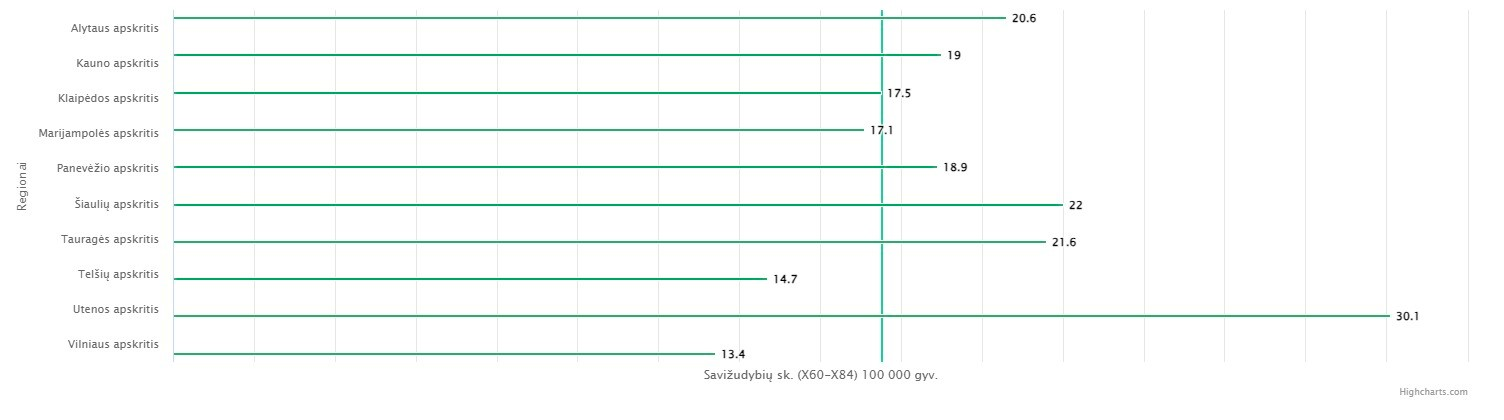 Alytaus apskritis 20.6
Kauno apskritis 19
Klaipėdos apskritis 17.5
Marijampolės apskritis 17.1
Panevėžio apskritis 18.9
Šiaulių apskritis 22
Tauragės apskritis 21.6
Telšių apskritis 14.7
Utenos apskritis 30.1
Vilniaus apskritis 13.4
Regionai
Savižudybių sk. (X60-X84) 100 000 gyv.
Highcharts.com